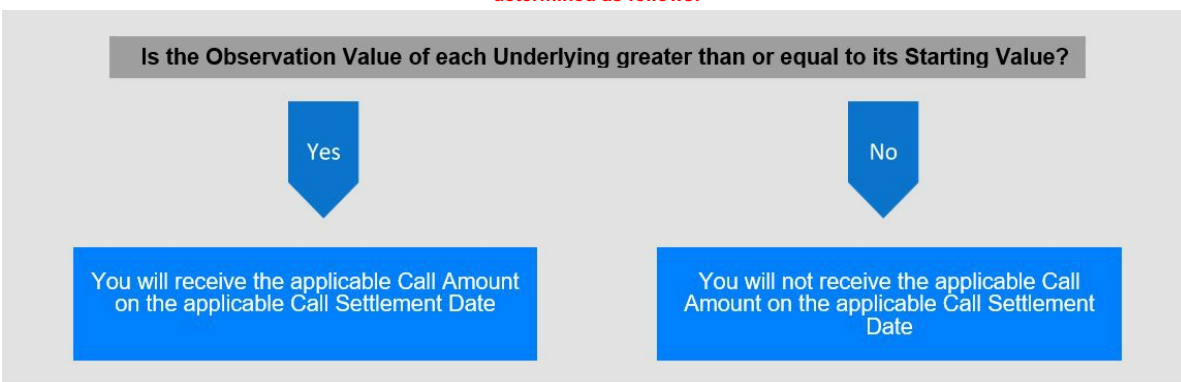 Is the Observation Value of each Underlying greater than or equal to its Starting Value?
Yes
No
You will receive the applicable Call Amount
on the applicable Call Settlement Date
You will not receive the applicable Call
Amount on the applicable Call Settlement
Date